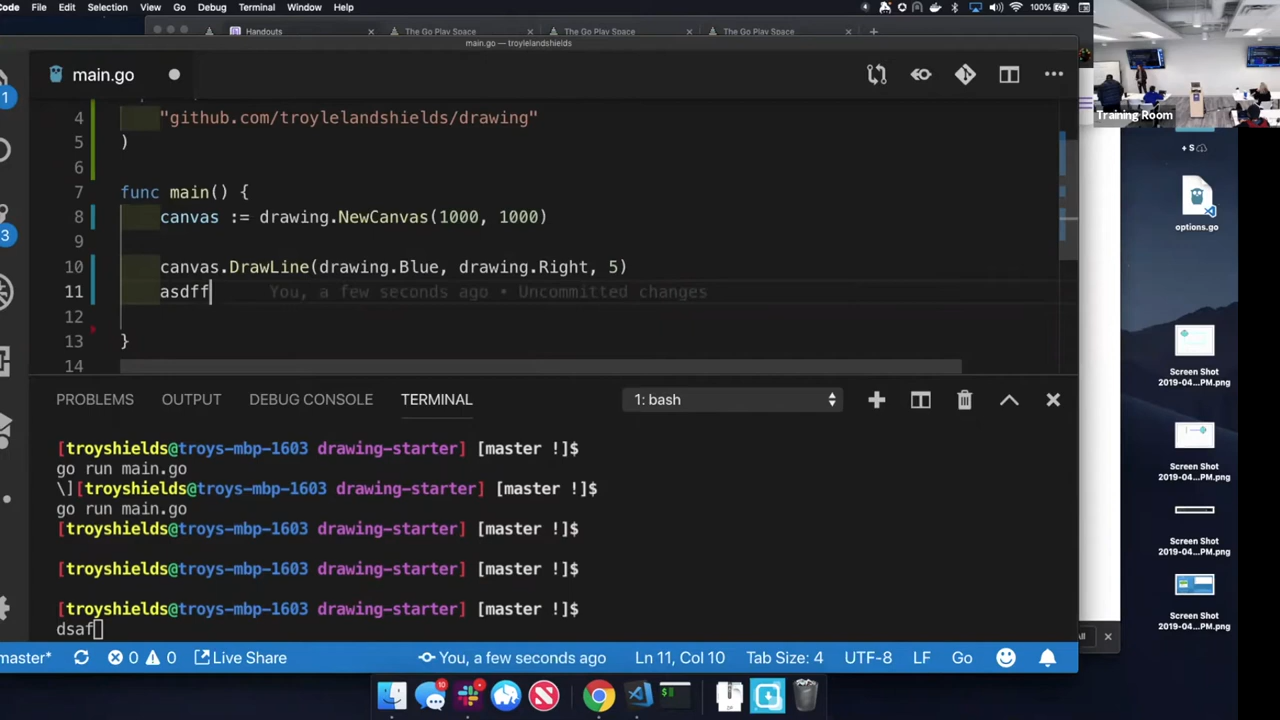 Code File Edit Selection View Go Debug Terminal Window Help
100%
Handouts
The Go Play Space
The Go Play Space
The Go Play Space
main.go — troylelandshields
main.go
4 "github.com/troylelandshields/drawing"
5 )
6
7 func main() {
8 canvas := drawing.NewCanvas(1000, 1000)
9
10 canvas.DrawLine(drawing.Blue, drawing.Right, 5)
11 asdff You, a few seconds ago • Uncommitted changes
12
13 }
14
1
3
PROBLEMS OUTPUT DEBUG CONSOLE TERMINAL 1: bash
[troyshields@troys-mbp-1603 drawing-starter] [master !]$
go run main.go
\][troyshields@troys-mbp-1603 drawing-starter] [master !]$
go run main.go
[troyshields@troys-mbp-1603 drawing-starter] [master !]$
[troyshields@troys-mbp-1603 drawing-starter] [master !]$
[troyshields@troys-mbp-1603 drawing-starter] [master !]$
dsaf
master* 0 0 Live Share You, a few seconds ago Ln 11, Col 10 Tab Size: 4 UTF-8 LF Go
10
Training Room
+ S
options.go
Screen Shot
2019-04...PM.png
Screen Shot
2019-04...PM.png
Screen Shot
2019-04...PM.png
Screen Shot
2019-04...PM.png
All